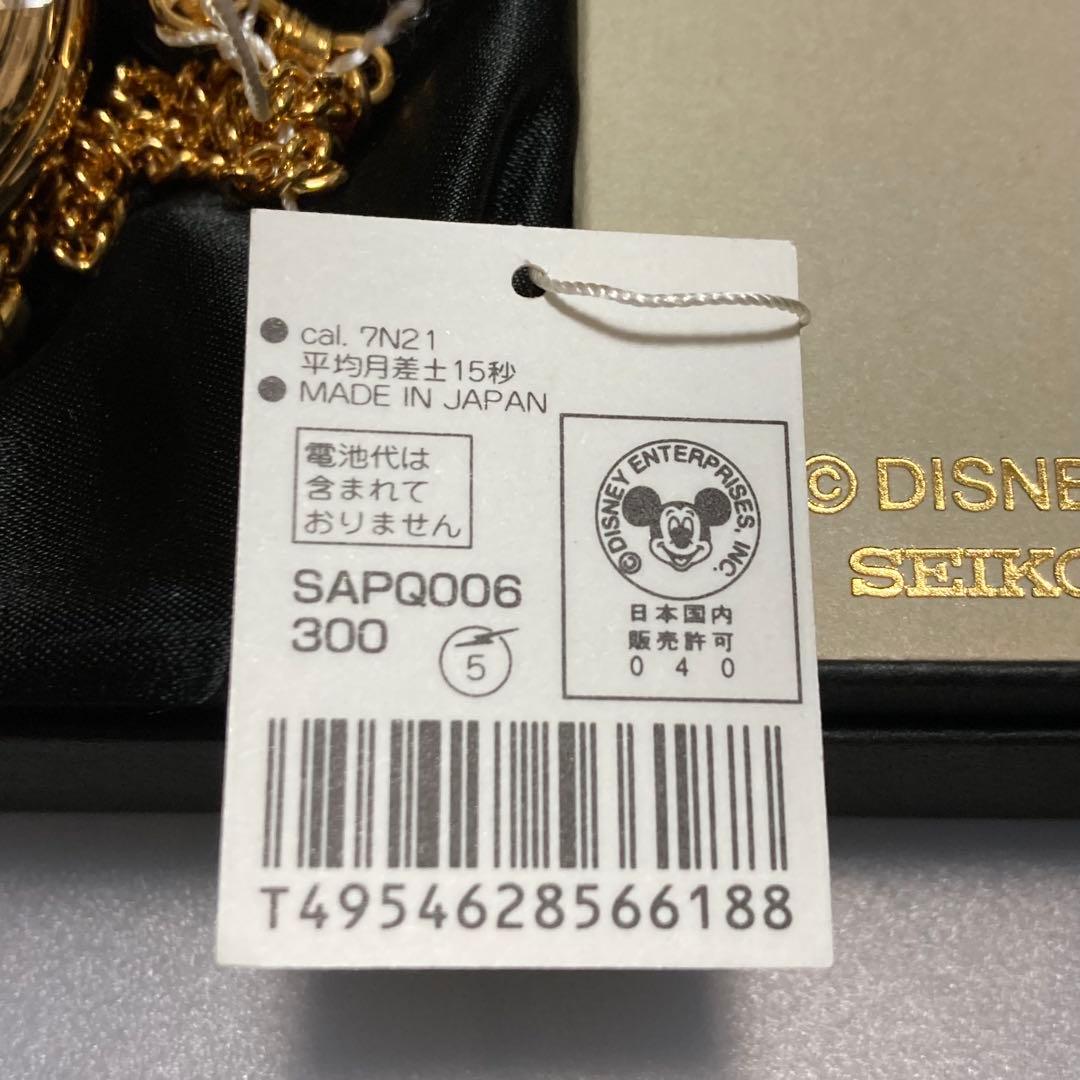 cal. 7N21
平均月差±15秒
MADE IN JAPAN
電池代は
含まれて
おりません
SAPQ006
300
5
©DISNEY ENTERPRISES, INC.
日本国内
販売許可
040
T4954628566188
© DISNE
SEIKO